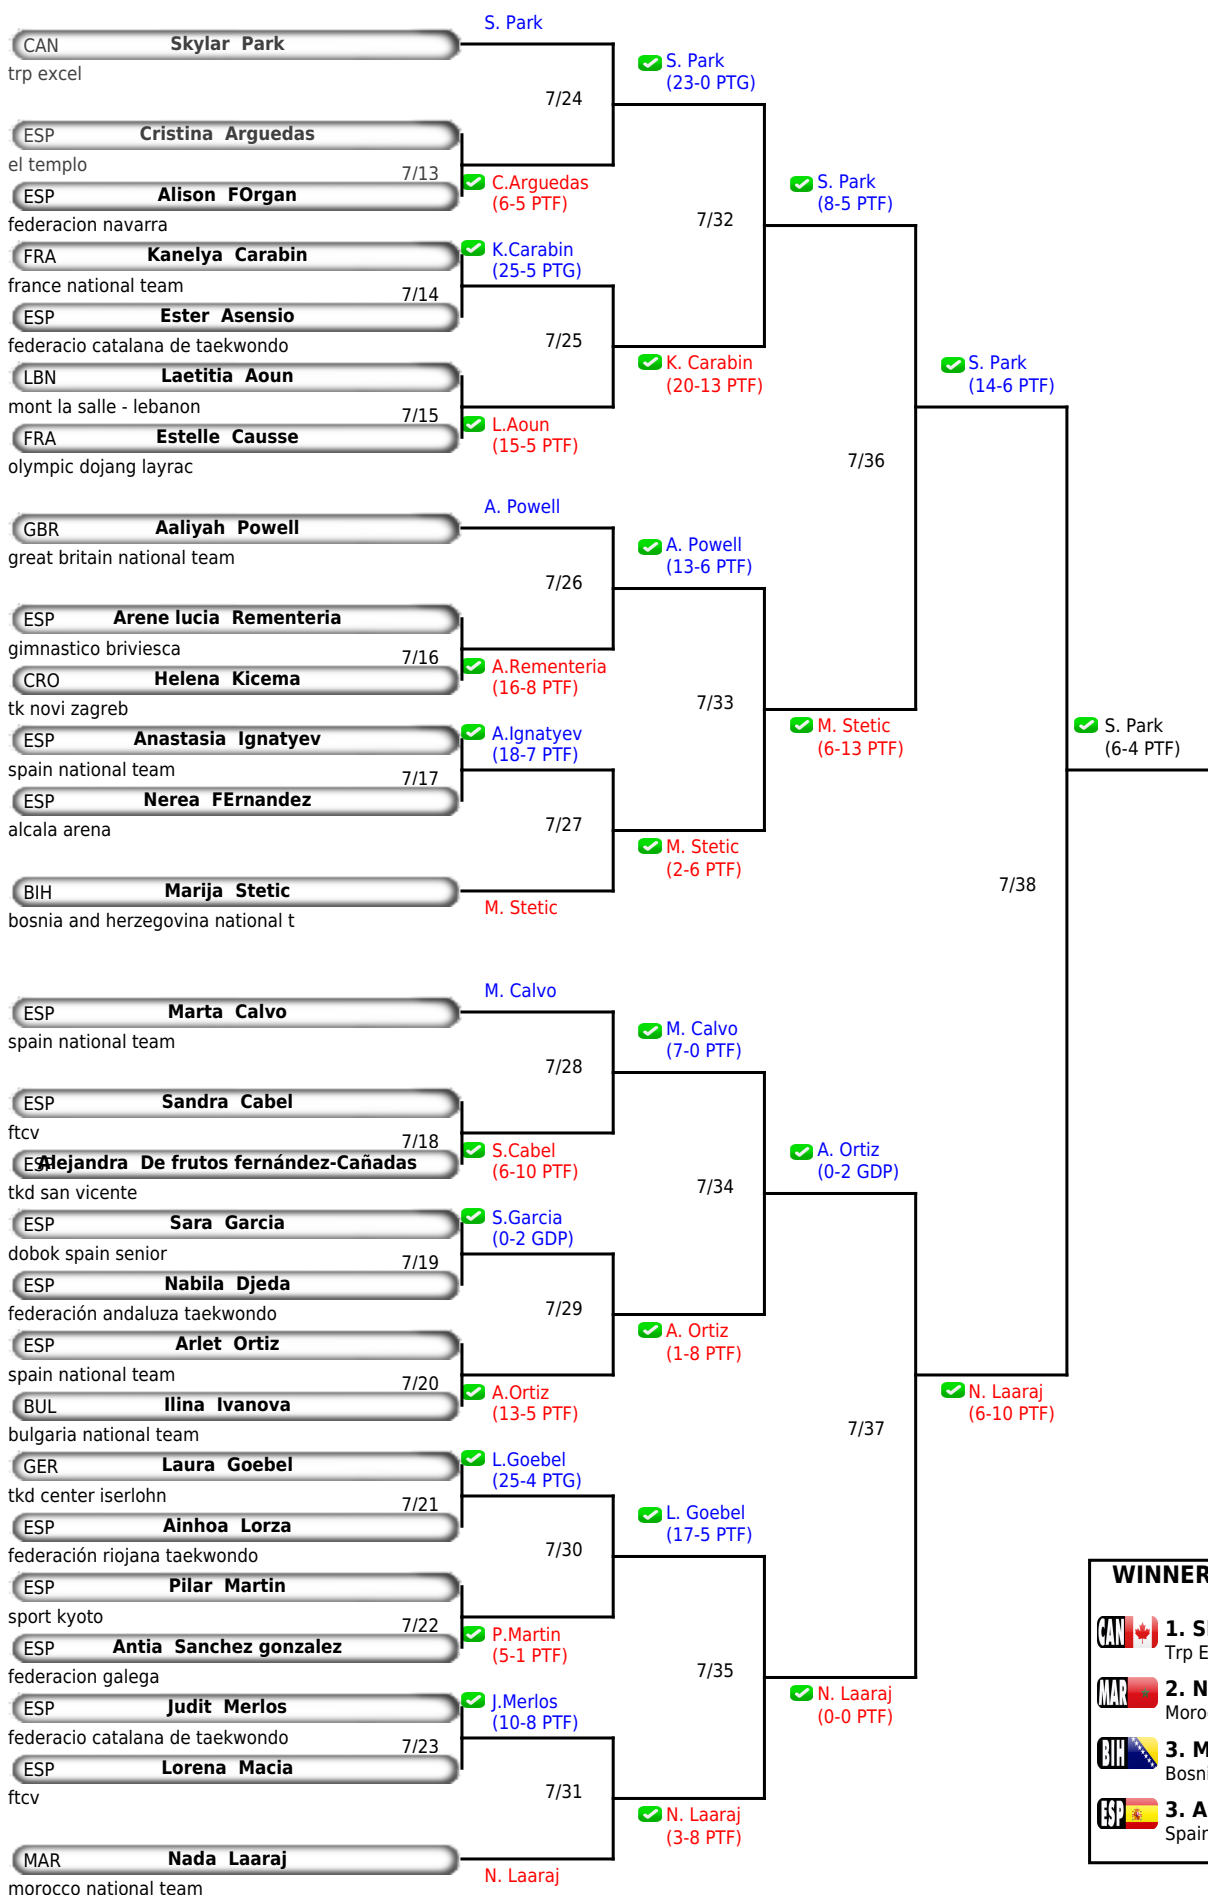 S. Park
CAN Skylar Park
trp excel
S. Park
(23-0 PTG)
7/24
ESP Cristina Arguedas
el templo
7/13
C.Arguedas
(6-5 PTF)
ESP Alison FOrgan
federacion navarra
S. Park
(8-5 PTF)
7/32
FRA Kanelya Carabin
france national team
K.Carabin
(25-5 PTG)
7/14
ESP Ester Asensio
federacio catalana de taekwondo
7/25
K. Carabin
(20-13 PTF)
S. Park
(14-6 PTF)
LBN Laetitia Aoun
mont la salle - lebanon
7/15
L.Aoun
(15-5 PTF)
FRA Estelle Causse
olympic dojang layrac
7/36
A. Powell
GBR Aaliyah Powell
great britain national team
A. Powell
(13-6 PTF)
7/26
ESP Arene lucia Rementeria
gimnastico briviesca
7/16
A.Rementeria
(16-8 PTF)
CRO Helena Kicema
tk novi zagreb
7/33
M. Stetic
(6-13 PTF)
S. Park
(6-4 PTF)
ESP Anastasia Ignatyev
spain national team
A.Ignatyev
(18-7 PTF)
7/17
ESP Nerea FErnandez
alcala arena
7/27
M. Stetic
(2-6 PTF)
BIH Marija Stetic
bosnia and herzegovina national t
M. Stetic
7/38
M. Calvo
ESP Marta Calvo
spain national team
M. Calvo
(7-0 PTF)
7/28
ESP Sandra Cabel
ftcv
7/18
S.Cabel
(6-10 PTF)
ESP Alejandra De frutos fernández-Cañadas
tkd san vicente
A. Ortiz
(0-2 GDP)
7/34
ESP Sara Garcia
dobok spain senior
S.Garcia
(0-2 GDP)
7/19
ESP Nabila Djeda
federación andaluza taekwondo
7/29
A. Ortiz
(1-8 PTF)
ESP Arlet Ortiz
spain national team
7/20
A.Ortiz
(13-5 PTF)
BUL Ilina Ivanova
bulgaria national team
N. Laaraj
(6-10 PTF)
7/37
GER Laura Goebel
tkd center iserlohn
L.Goebel
(25-4 PTG)
7/21
ESP Ainhoa Lorza
federación riojana taekwondo
L. Goebel
(17-5 PTF)
7/30
ESP Pilar Martin
sport kyoto
7/22
P.Martin
(5-1 PTF)
ESP Antia Sanchez gonzalez
federacion galega
7/35
N. Laaraj
(0-0 PTF)
ESP Judit Merlos
federacio catalana de taekwondo
J.Merlos
(10-8 PTF)
7/23
ESP Lorena Macia
ftcv
7/31
N. Laaraj
(3-8 PTF)
MAR Nada Laaraj
morocco national team
N. Laaraj
WINNER
CAN 1. S
Trp E
MAR 2. N
Moro
BIH 3. M
Bosni
ESP 3. A
Spain